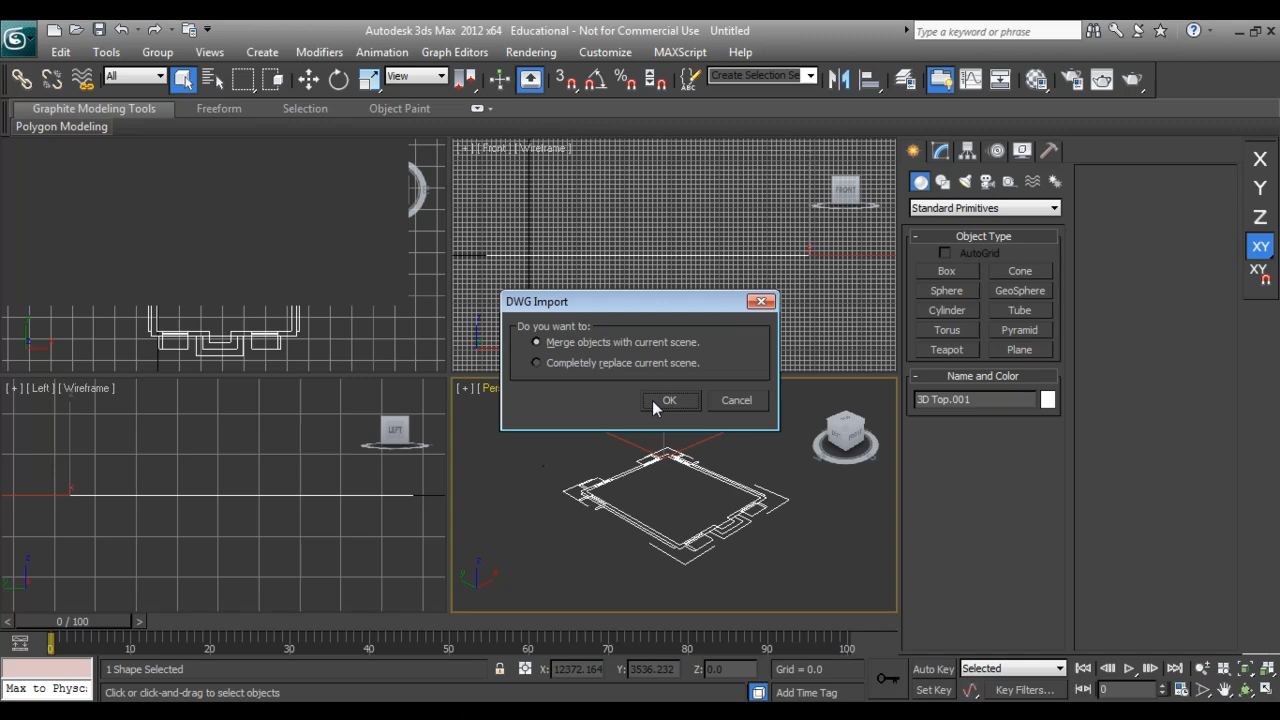 Autodesk 3ds Max 2012 x64 Educational - Not for Commercial Use Untitled
Type a keyword or phrase
Edit Tools Group Views Create Modifiers Animation Graph Editors Rendering Customize MAXScript Help
All View Create Selection Se
Graphite Modeling Tools Freeform Selection Object Paint
Polygon Modeling
[ + ] [ Front ] [ Wireframe ]
FRONT
Standard Primitives
Object Type
AutoGrid
Box Cone
Sphere GeoSphere
Cylinder Tube
Torus Pyramid
Teapot Plane
Name and Color
3D Top.001
X
Y
Z
XY
XY
DWG Import
Do you want to:
Merge objects with current scene.
Completely replace current scene.
OK Cancel
[ + ] [ Left ] [ Wireframe ]
LEFT
[ + ] [ Pers
0 / 100
0 10 20 30 40 50 60 70 80 90 100
1 Shape Selected X: 12372.164 Y: 3536.232 Z: 0.0 Grid = 0.0 Auto Key Selected
Max to Physc Click or click-and-drag to select objects Add Time Tag Set Key Key Filters... 0